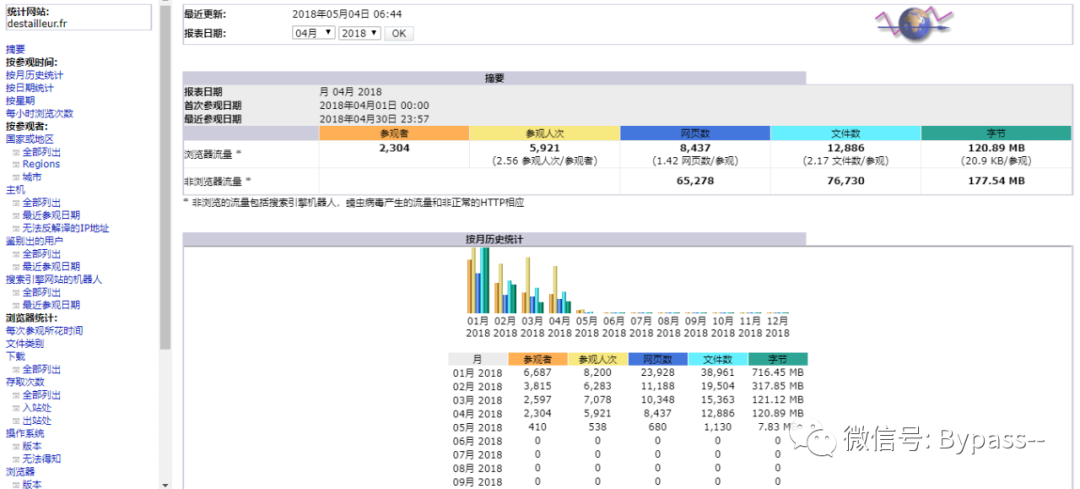 统计网站:
destailleur.fr
摘要
按参观时间:
按月历史统计
按日期统计
按星期
每小时浏览次数
按参观者:
国家或地区
全部列出
Regions
城市
主机
全部列出
最近参观日期
无法反解译的IP地址
鉴别出的用户
全部列出
最近参观日期
搜索引擎网站的机器人
全部列出
最近参观日期
浏览器统计:
每次参观所花时间
文件类别
下载
全部列出
存取次数
全部列出
入站处
出站处
操作系统
版本
无法得知
浏览器
版本
最近更新: 2018年05月04日 06:44
报表日期: 04月 2018 OK
摘要
报表日期 月 04月 2018
首次参观日期 2018年04月01日 00:00
最近参观日期 2018年04月30日 23:57
参观者 参观人次 网页数 文件数 字节
浏览器流量 * 2,304 5,921 8,437 12,886 120.89 MB
(2.56 参观人次/参观者) (1.42 网页数/参观) (2.17 文件数/参观) (20.9 KB/参观)
非浏览器流量 * 65,278 76,730 177.54 MB
* 非浏览的流量包括搜索引擎机器人，蠕虫病毒产生的流量和非正常的HTTP相应
按月历史统计
01月 02月 03月 04月 05月 06月 07月 08月 09月 10月 11月 12月
2018 2018 2018 2018 2018 2018 2018 2018 2018 2018 2018 2018
月 参观者 参观人次 网页数 文件数 字节
01月 2018 6,687 8,200 23,928 38,961 716.45 MB
02月 2018 3,815 6,283 11,188 19,504 317.85 MB
03月 2018 2,597 7,078 10,348 15,363 121.12 MB
04月 2018 2,304 5,921 8,437 12,886 120.89 MB
05月 2018 410 538 680 1,130 7.83 MB
06月 2018 0 0 0 0 0
07月 2018 0 0 0 0 0
08月 2018 0 0 0 0 0
09月 2018 0 0 0 0 0
微信号: Bypass--